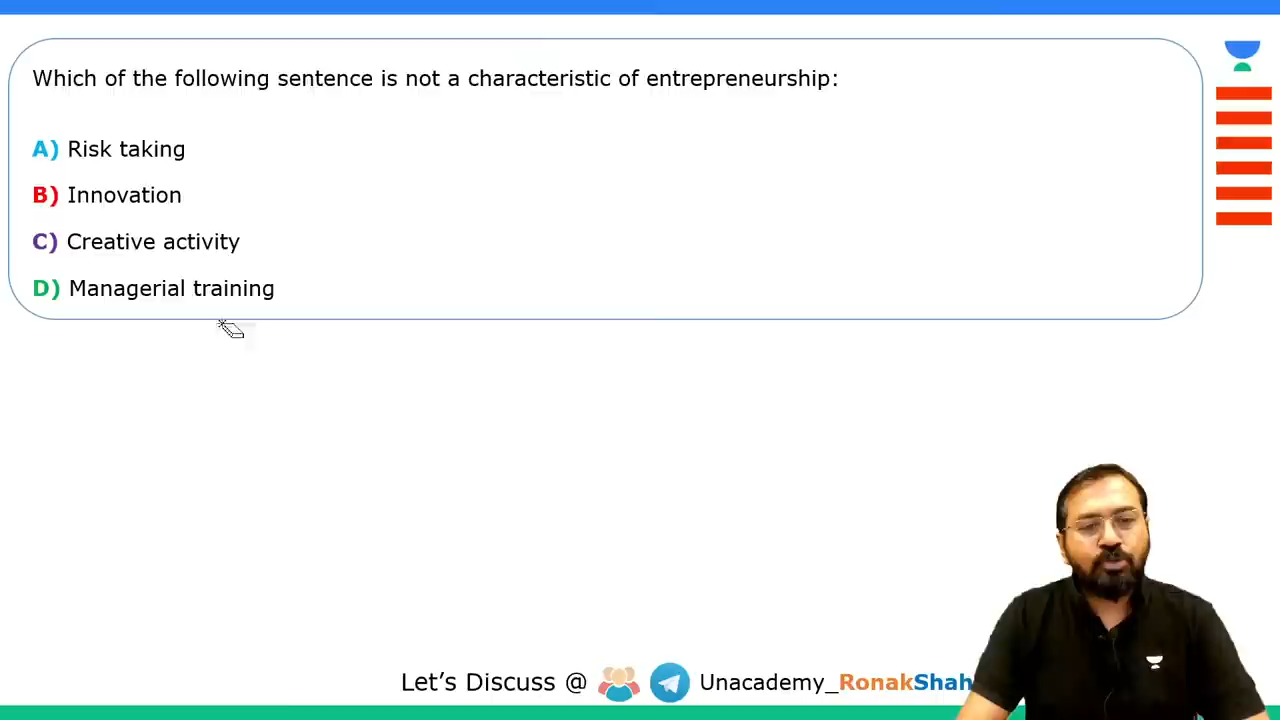 Which of the following sentence is not a characteristic of entrepreneurship:
A) Risk taking
B) Innovation
C) Creative activity
D) Managerial training
Let’s Discuss @ Unacademy_RonakShah